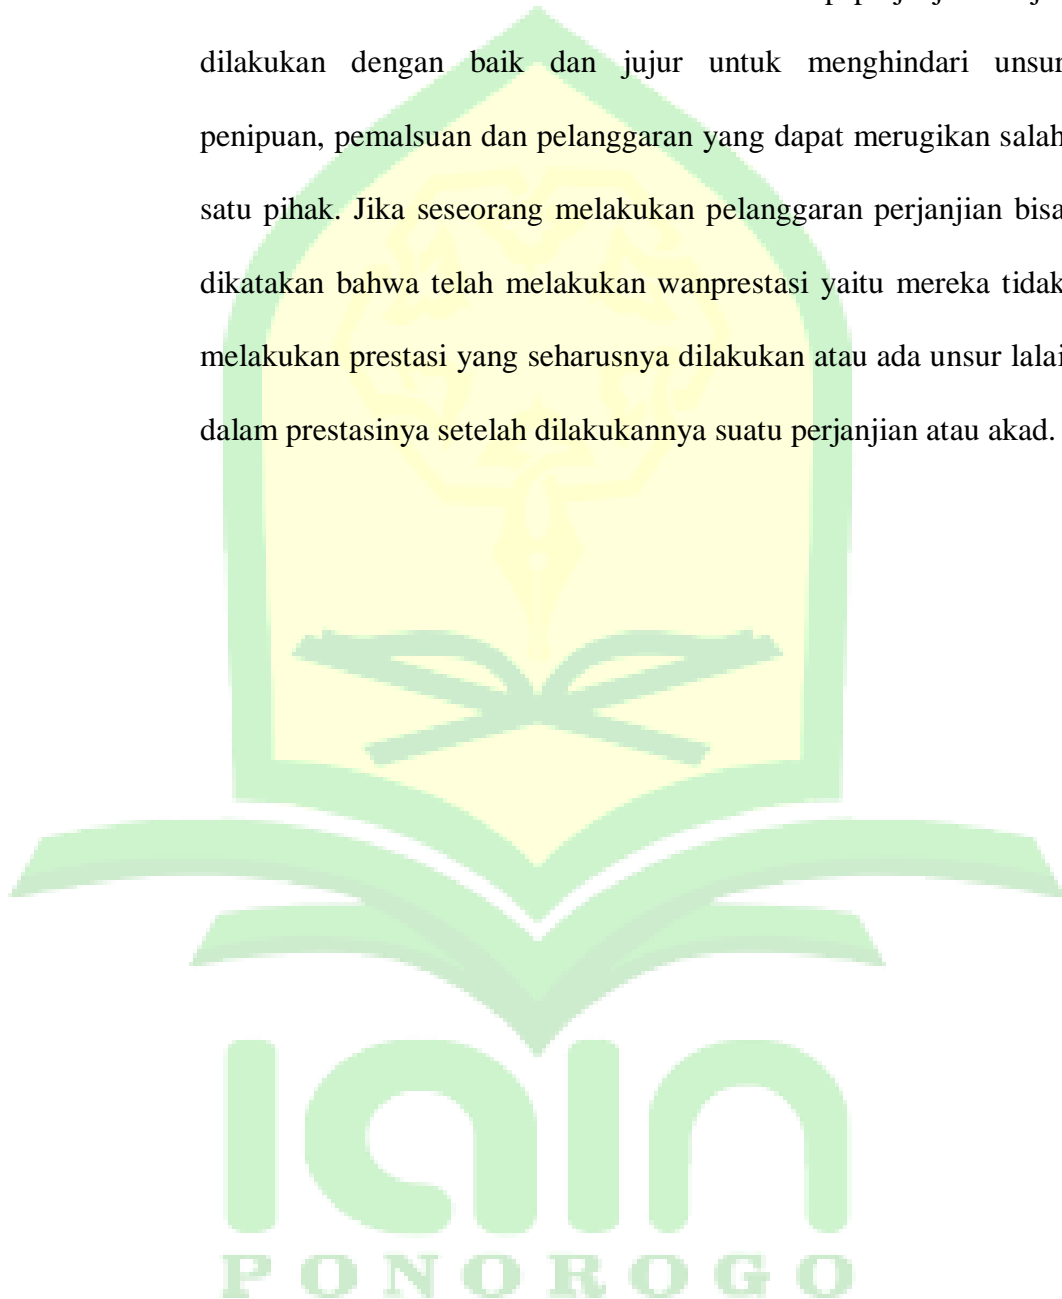 dilakukan dengan baik dan jujur untuk menghindari unsur
penipuan, pemalsuan dan pelanggaran yang dapat merugikan salah
satu pihak. Jika seseorang melakukan pelanggaran perjanjian bisa
dikatakan bahwa telah melakukan wanprestasi yaitu mereka tidak
melakukan prestasi yang seharusnya dilakukan atau ada unsur lalai
dalam prestasinya setelah dilakukannya suatu perjanjian atau akad.
iain
PONOROGO